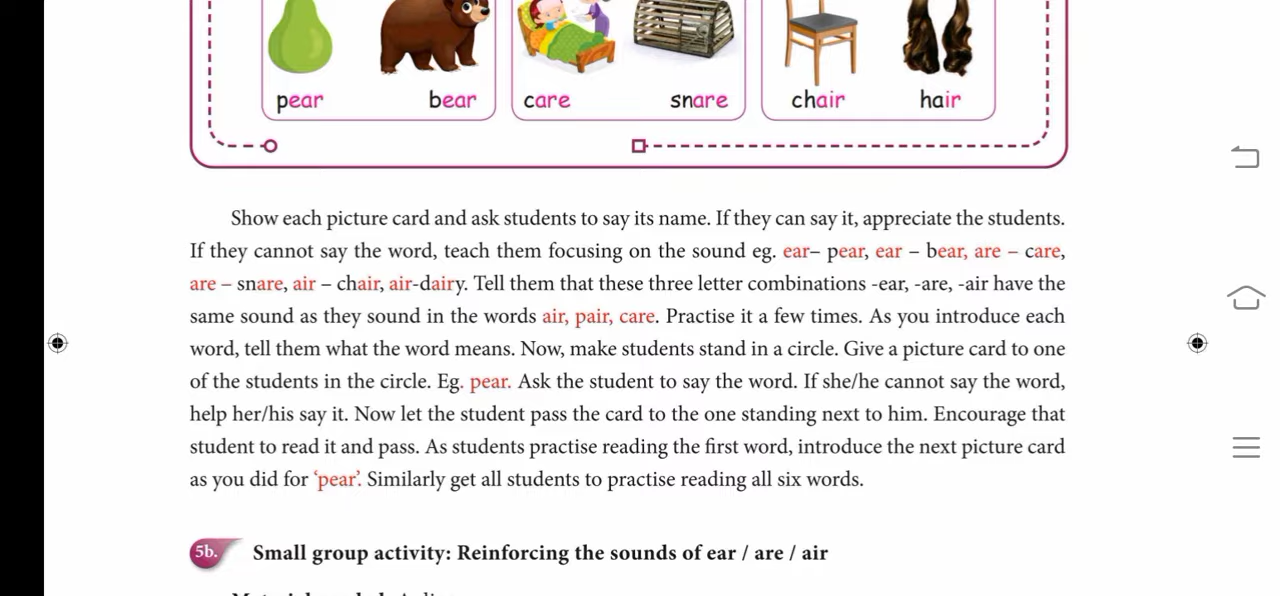 pear bear care snare chair hair
Show each picture card and ask students to say its name. If they can say it, appreciate the students.
If they cannot say the word, teach them focusing on the sound eg. ear– pear, ear – bear, are – care,
are – snare, air – chair, air-dairy. Tell them that these three letter combinations -ear, -are, -air have the
same sound as they sound in the words air, pair, care. Practise it a few times. As you introduce each
word, tell them what the word means. Now, make students stand in a circle. Give a picture card to one
of the students in the circle. Eg. pear. Ask the student to say the word. If she/he cannot say the word,
help her/his say it. Now let the student pass the card to the one standing next to him. Encourage that
student to read it and pass. As students practise reading the first word, introduce the next picture card
as you did for ‘pear’. Similarly get all students to practise reading all six words.
5b. Small group activity: Reinforcing the sounds of ear / are / air